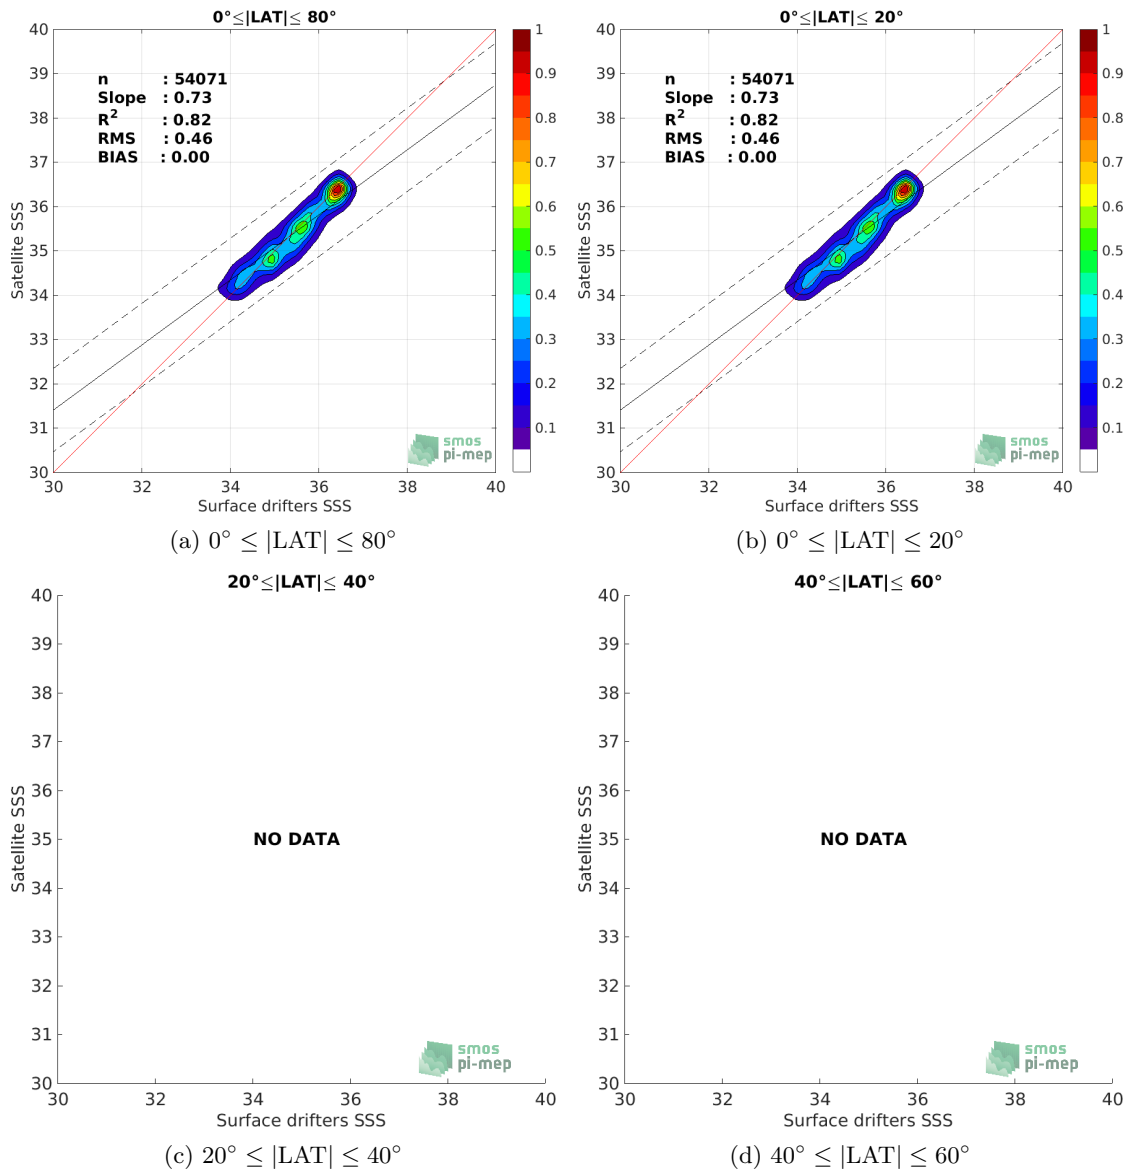 0°≤|LAT|≤ 80°
40
39
38
37
36
35
34
33
32
31
30
Satellite SSS
n : 54071
Slope : 0.73
R² : 0.82
RMS : 0.46
BIAS : 0.00
smos
pi-mep
30 32 34 36 38 40
Surface drifters SSS
1
0.9
0.8
0.7
0.6
0.5
0.4
0.3
0.2
0.1
(a) 0° ≤ |LAT| ≤ 80°
0°≤|LAT|≤ 20°
40
39
38
37
36
35
34
33
32
31
30
Satellite SSS
n : 54071
Slope : 0.73
R² : 0.82
RMS : 0.46
BIAS : 0.00
smos
pi-mep
30 32 34 36 38 40
Surface drifters SSS
1
0.9
0.8
0.7
0.6
0.5
0.4
0.3
0.2
0.1
(b) 0° ≤ |LAT| ≤ 20°
20°≤|LAT|≤ 40°
40
39
38
37
36
35
34
33
32
31
30
Satellite SSS
NO DATA
smos
pi-mep
30 32 34 36 38 40
Surface drifters SSS
(c) 20° ≤ |LAT| ≤ 40°
40°≤|LAT|≤ 60°
40
39
38
37
36
35
34
33
32
31
30
Satellite SSS
NO DATA
smos
pi-mep
30 32 34 36 38 40
Surface drifters SSS
(d) 40° ≤ |LAT| ≤ 60°